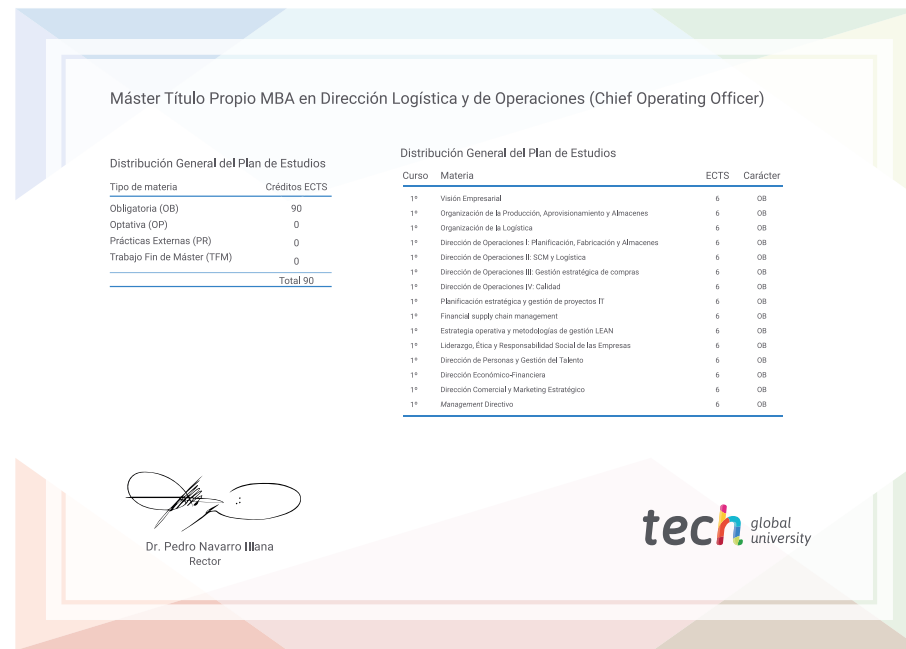 Máster Título Propio MBA en Dirección Logística y de Operaciones (Chief Operating Officer)
Distribución General del Plan de Estudios
Tipo de materia Créditos ECTS
Obligatoria (OB) 90
Optativa (OP) 0
Prácticas Externas (PR) 0
Trabajo Fin de Máster (TFM) 0
Total 90
Distribución General del Plan de Estudios
Curso Materia ECTS Carácter
1º Visión Empresarial 6 OB
1º Organización de la Producción, Aprovisionamiento y Almacenes 6 OB
1º Organización de la Logística 6 OB
1º Dirección de Operaciones I: Planificación, Fabricación y Almacenes 6 OB
1º Dirección de Operaciones II: SCM y Logística 6 OB
1º Dirección de Operaciones III: Gestión estratégica de compras 6 OB
1º Dirección de Operaciones IV: Calidad 6 OB
1º Planificación estratégica y gestión de proyectos IT 6 OB
1º Financial supply chain management 6 OB
1º Estrategia operativa y metodologías de gestión LEAN 6 OB
1º Liderazgo, Ética y Responsabilidad Social de las Empresas 6 OB
1º Dirección de Personas y Gestión del Talento 6 OB
1º Dirección Económico-Financiera 6 OB
1º Dirección Comercial y Marketing Estratégico 6 OB
1º Management Directivo 6 OB
Dr. Pedro Navarro Illana
Rector
tech global
university